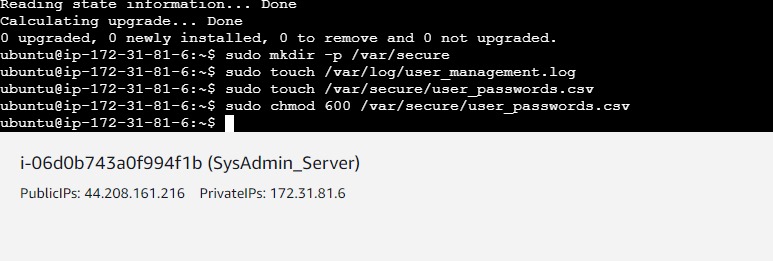 Reading state information... Done
Calculating upgrade... Done
0 upgraded, 0 newly installed, 0 to remove and 0 not upgraded.
ubuntu@ip-172-31-81-6:~$ sudo mkdir -p /var/secure
ubuntu@ip-172-31-81-6:~$ sudo touch /var/log/user_management.log
ubuntu@ip-172-31-81-6:~$ sudo touch /var/secure/user_passwords.csv
ubuntu@ip-172-31-81-6:~$ sudo chmod 600 /var/secure/user_passwords.csv
ubuntu@ip-172-31-81-6:~$
i-06d0b743a0f994f1b (SysAdmin_Server)
PublicIPs: 44.208.161.216 PrivateIPs: 172.31.81.6